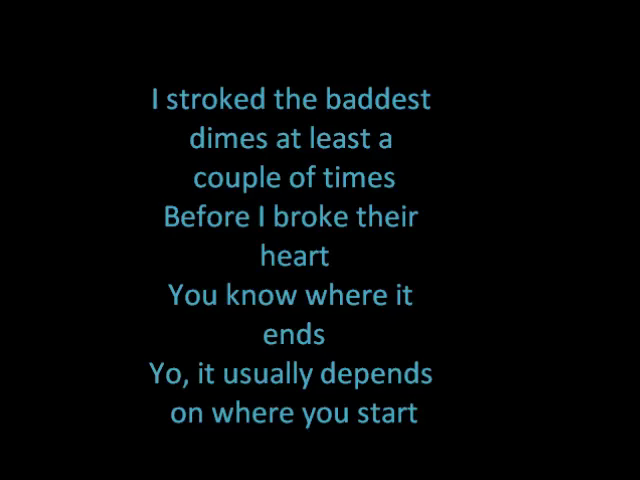 I stroked the baddest
dimes at least a
couple of times
Before I broke their
heart
You know where it
ends
Yo, it usually depends
on where you start